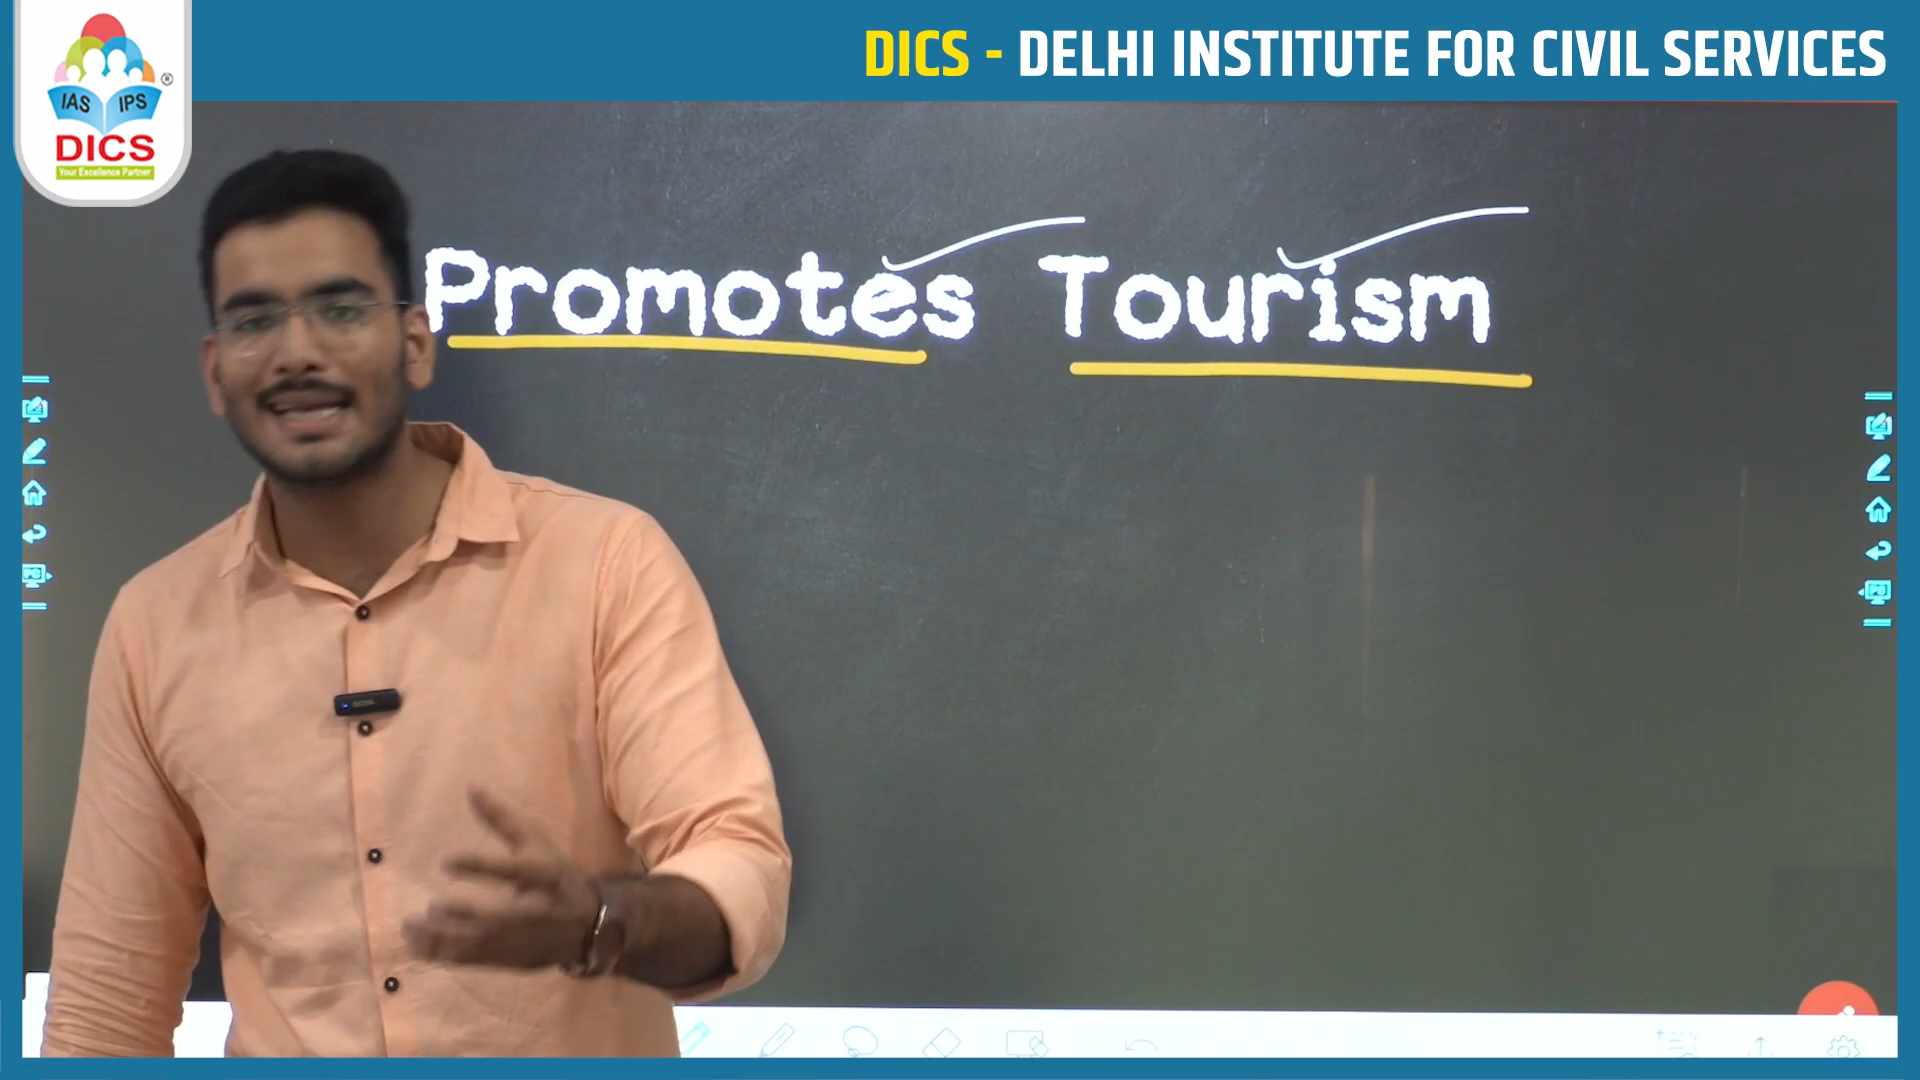 DICS - DELHI INSTITUTE FOR CIVIL SERVICES
IAS IPS
DICS
Your Excellence Partner
Promotes Tourism